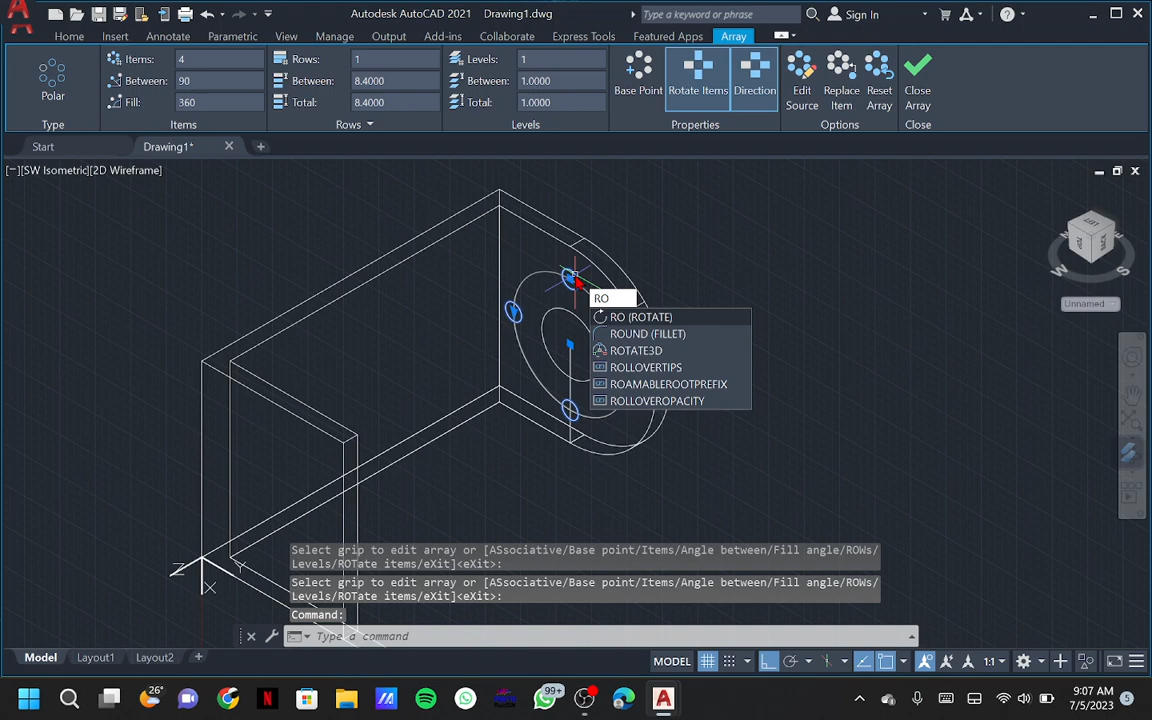 Autodesk AutoCAD 2021 Drawing1.dwg
Type a keyword or phrase
Sign In
Home Insert Annotate Parametric View Manage Output Add-ins Collaborate Express Tools Featured Apps Array
Items: 4
Between: 90
Fill: 360
Rows: 1
Between: 8.4000
Total: 8.4000
Levels: 1
Between: 1.0000
Total: 1.0000
Polar
Base Point
Rotate Items
Direction
Edit Source
Replace Item
Reset Array
Close Array
Type Items Rows Levels Properties Options Close
Start Drawing1*
[−][SW Isometric][2D Wireframe]
LEFT
TOP
BACK
W
S
Unnamed
RO
RO (ROTATE)
ROUND (FILLET)
ROTATE3D
ROLLOVERTIPS
ROAMABLEROOTPREFIX
ROLLOVEROPACITY
Z
Y
X
Select grip to edit array or [ASsociative/Base point/Items/Angle between/Fill angle/ROWs/
Levels/ROTate items/eXit]<eXit>:
Select grip to edit array or [ASsociative/Base point/Items/Angle between/Fill angle/ROWs/
Levels/ROTate items/eXit]<eXit>:
Command:
Type a command
Model Layout1 Layout2
MODEL
1:1
26°
99+
9:07 AM
7/5/2023
5